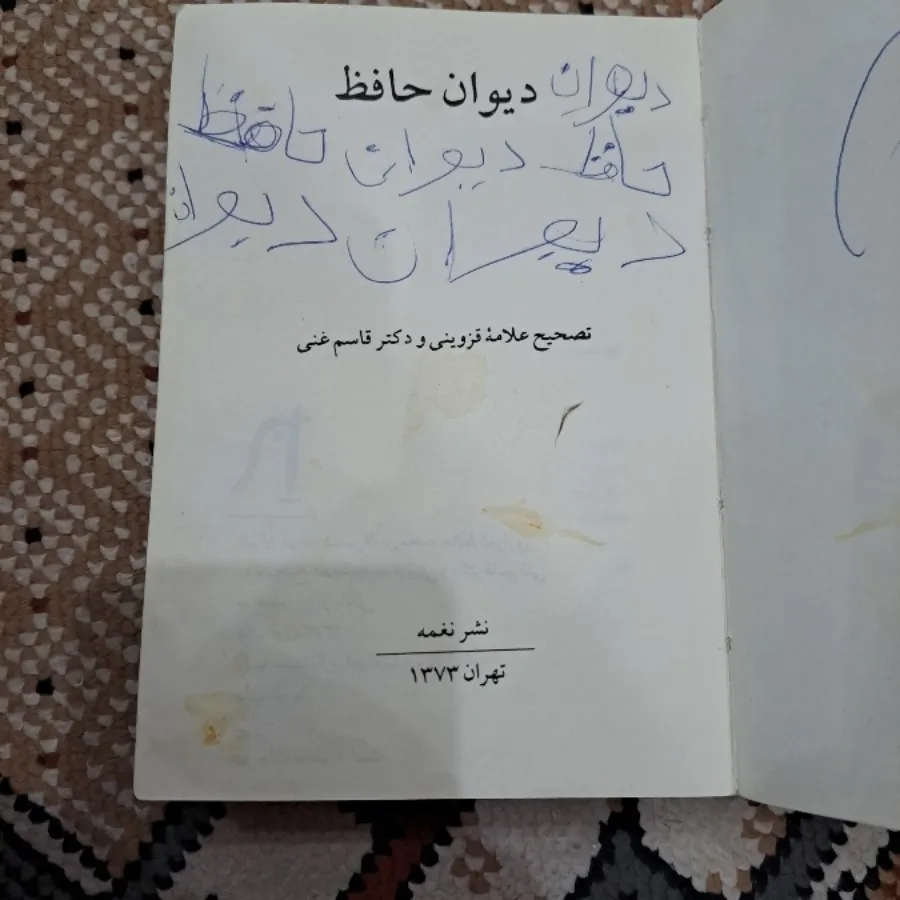 دیوان حافظ دیوان
حافظ دیوان حافظ
دیوان دیوان
تصحیح علامهٔ قزوینی و دکتر قاسم غنی
نشر نغمه
تهران ۱۳۷۳